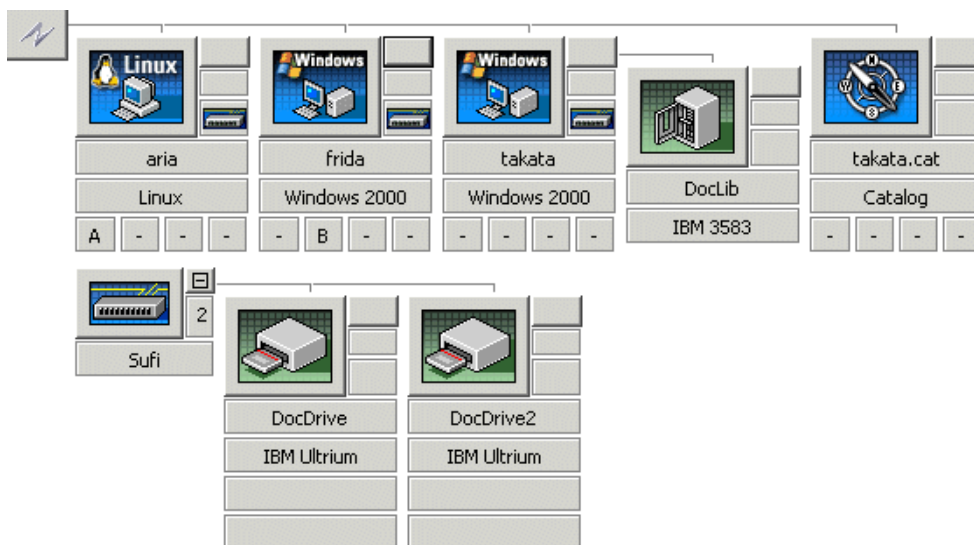 Linux
Windows
Windows
N
W
E
S
aria
frida
takata
DocLib
takata.cat
Linux
Windows 2000
Windows 2000
IBM 3583
Catalog
A - - -
- B - -
- - - -
- - - -
2
Sufi
DocDrive
DocDrive2
IBM Ultrium
IBM Ultrium